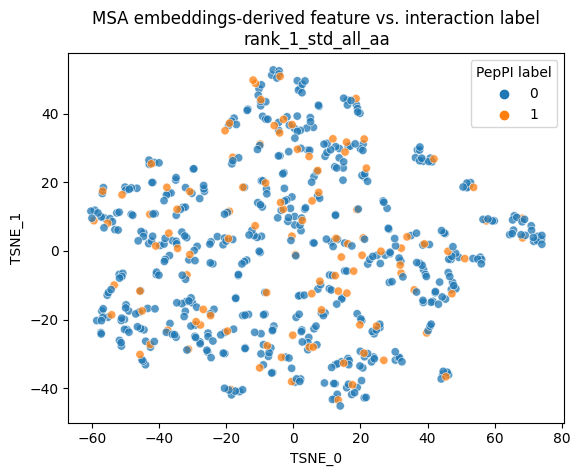 MSA embeddings-derived feature vs. interaction label
rank_1_std_all_aa
PepPI label
0
1
40
20
0
−20
−40
TSNE_1
−60 −40 −20 0 20 40 60 80
TSNE_0